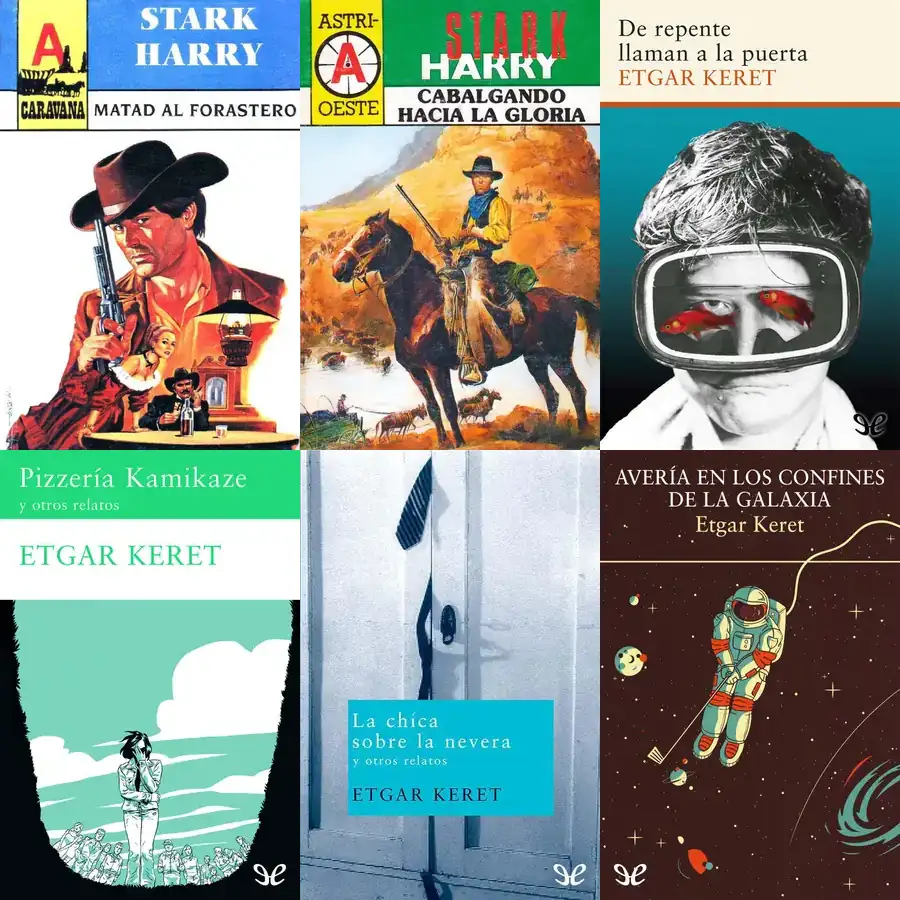 A
CARAVANA
STARK
HARRY
MATAD AL FORASTERO
ASTRI-
A
OESTE
STARK
HARRY
CABALGANDO
HACIA LA GLORIA
De repente
llaman a la puerta
ETGAR KERET
Pizzería Kamikaze
y otros relatos
ETGAR KERET
La chica
sobre la nevera
y otros relatos
ETGAR KERET
AVERÍA EN LOS CONFINES
DE LA GALAXIA
Etgar Keret